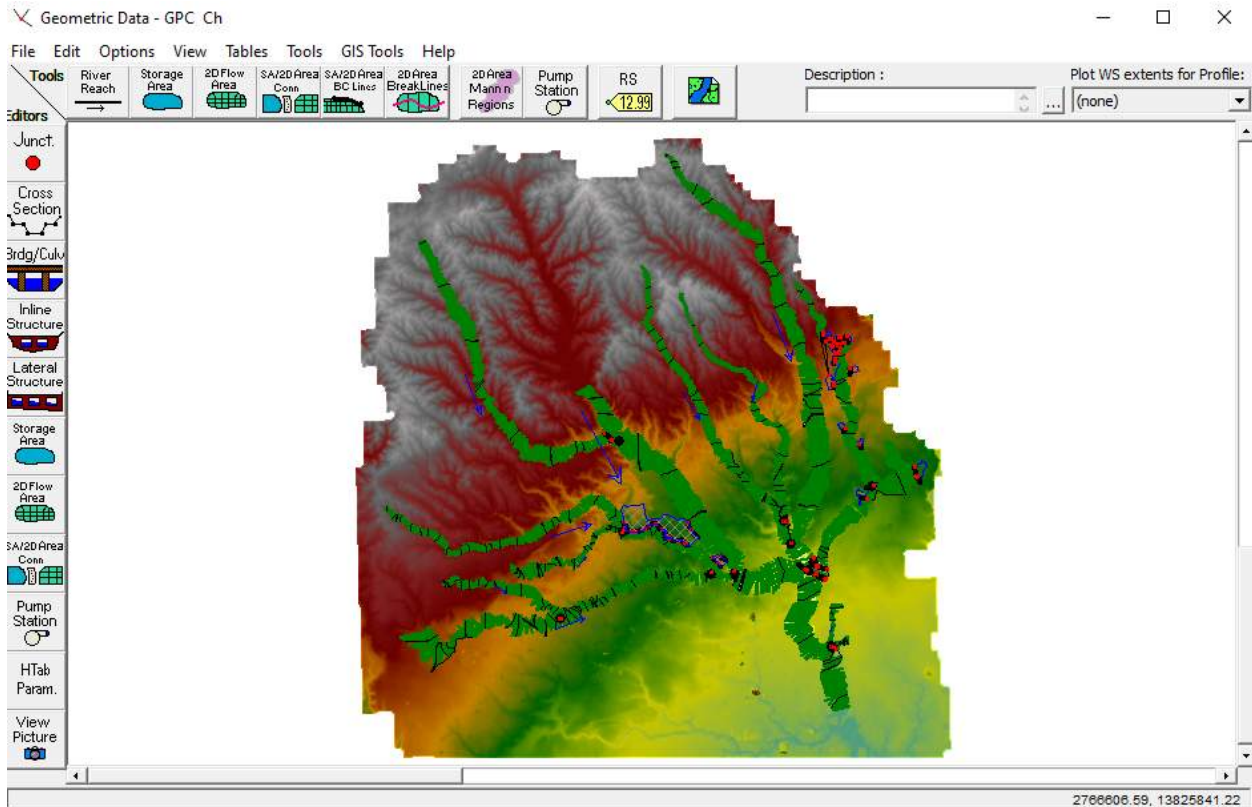 Geometric Data - GPC Ch
File Edit Options View Tables Tools GIS Tools Help
Tools
Editors
River
Reach
Storage
Area
2D Flow
Area
SA/2D Area
Conn
SA/2D Area
BC Lines
2D Area
BreakLines
2D Area
Mann n
Regions
Pump
Station
RS
12.99
Description :
...
Plot WS extents for Profile:
(none)
Junct.
Cross
Section
Brdg/Culv
Inline
Structure
Lateral
Structure
Storage
Area
2D Flow
Area
SA/2D Area
Conn
Pump
Station
HTab
Param.
View
Picture
2766606.59, 13825841.22